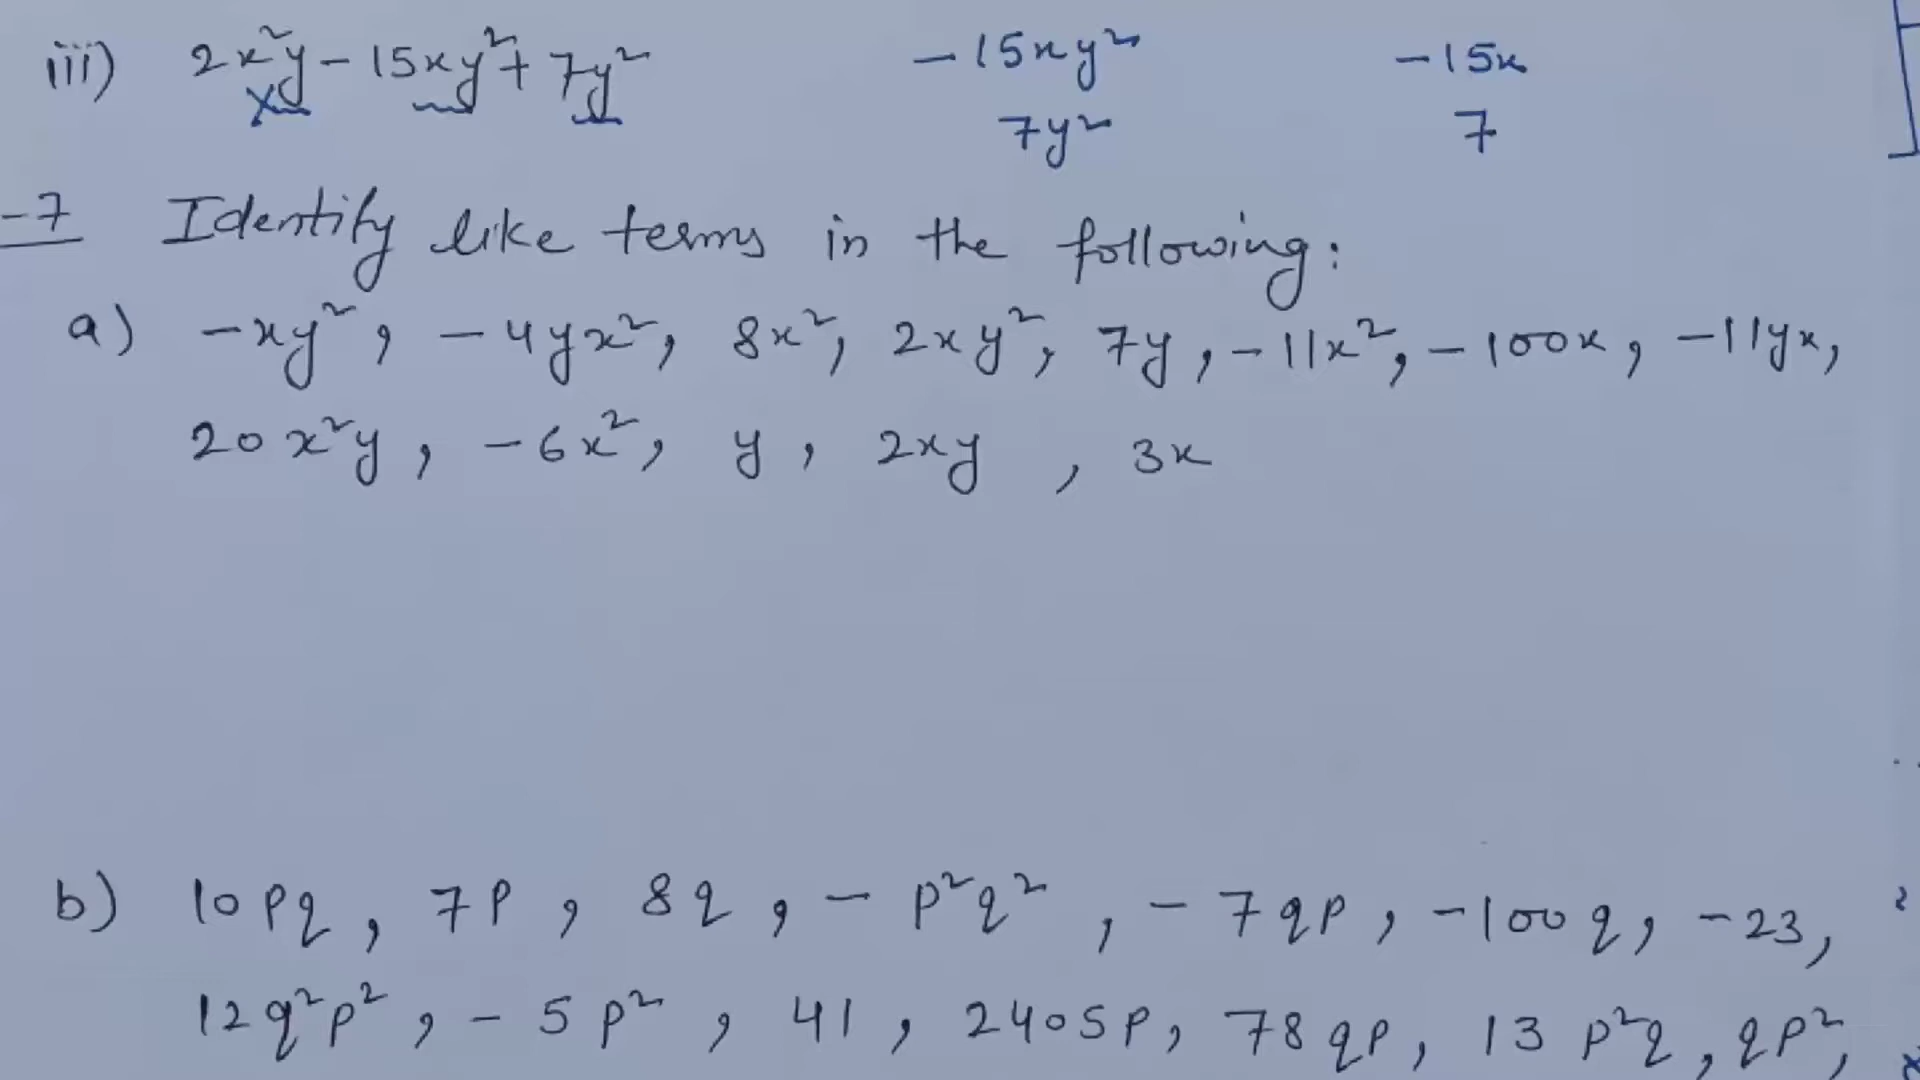 iii) 2x²y - 15xy² + 7y² -15xy² -15x
x 7y² 7
-7 Identify like terms in the following:
a) -xy², -4yx², 8x², 2xy², 7y, -11x², -100x, -11yx,
20x²y, -6x², y, 2xy, 3x
b) 10pq, 7p, 8q, -p²q², -7qp, -100q, -23,
12q²p², -5p², 41, 2405p, 78qp, 13p²q, qp²,